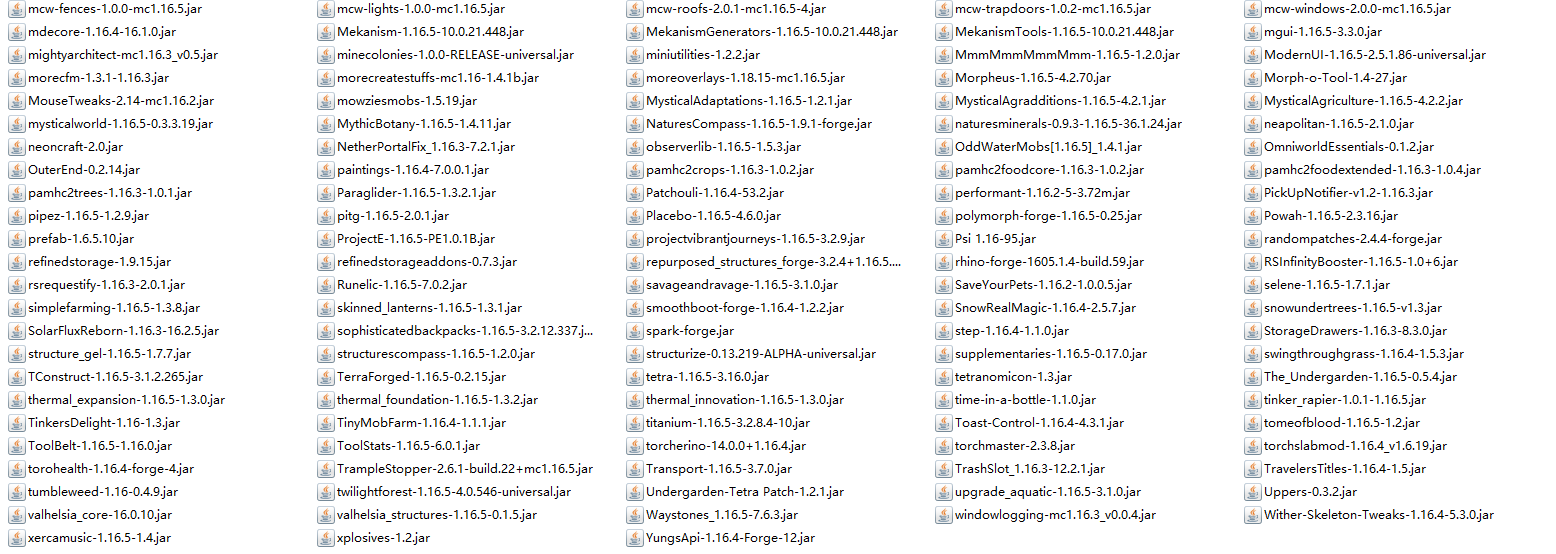 mcw-fences-1.0.0-mc1.16.5.jar mcw-lights-1.0.0-mc1.16.5.jar mcw-roofs-2.0.1-mc1.16.5-4.jar mcw-trapdoors-1.0.2-mc1.16.5.jar mcw-windows-2.0.0-mc1.16.5.jar
mdecore-1.16.4-16.1.0.jar Mekanism-1.16.5-10.0.21.448.jar MekanismGenerators-1.16.5-10.0.21.448.jar MekanismTools-1.16.5-10.0.21.448.jar mgui-1.16.5-3.3.0.jar
mightyarchitect-mc1.16.3_v0.5.jar minecolonies-1.0.0-RELEASE-universal.jar miniutilities-1.2.2.jar MmmMmmMmmMmm-1.16.5-1.2.0.jar ModernUI-1.16.5-2.5.1.86-universal.jar
morecfm-1.3.1-1.16.3.jar morecreatestuffs-mc1.16-1.4.1b.jar moreoverlays-1.18.15-mc1.16.5.jar Morpheus-1.16.5-4.2.70.jar Morph-o-Tool-1.4-27.jar
MouseTweaks-2.14-mc1.16.2.jar mowziesmobs-1.5.19.jar MysticalAdaptations-1.16.5-1.2.1.jar MysticalAgradditions-1.16.5-4.2.1.jar MysticalAgriculture-1.16.5-4.2.2.jar
mysticalworld-1.16.5-0.3.3.19.jar MythicBotany-1.16.5-1.4.11.jar NaturesCompass-1.16.5-1.9.1-forge.jar naturesminerals-0.9.3-1.16.5-36.1.24.jar neapolitan-1.16.5-2.1.0.jar
neoncraft-2.0.jar NetherPortalFix_1.16.3-7.2.1.jar observerlib-1.16.5-1.5.3.jar OddWaterMobs[1.16.5]_1.4.1.jar OmniworldEssentials-0.1.2.jar
OuterEnd-0.2.14.jar paintings-1.16.4-7.0.0.1.jar pamhc2crops-1.16.3-1.0.2.jar pamhc2foodcore-1.16.3-1.0.2.jar pamhc2foodextended-1.16.3-1.0.4.jar
pamhc2trees-1.16.3-1.0.1.jar Paraglider-1.16.5-1.3.2.1.jar Patchouli-1.16.4-53.2.jar performant-1.16.2-5-3.72m.jar PickUpNotifier-v1.2-1.16.3.jar
pipez-1.16.5-1.2.9.jar pitg-1.16.5-2.0.1.jar Placebo-1.16.5-4.6.0.jar polymorph-forge-1.16.5-0.25.jar Powah-1.16.5-2.3.16.jar
prefab-1.6.5.10.jar ProjectE-1.16.5-PE1.0.1B.jar projectvibrantjourneys-1.16.5-3.2.9.jar Psi 1.16-95.jar randompatches-2.4.4-forge.jar
refinedstorage-1.9.15.jar refinedstorageaddons-0.7.3.jar repurposed_structures_forge-3.2.4+1.16.5.... rhino-forge-1605.1.4-build.59.jar RSInfinityBooster-1.16.5-1.0+6.jar
rsrequestify-1.16.3-2.0.1.jar Runelic-1.16.5-7.0.2.jar savageandravage-1.16.5-3.1.0.jar SaveYourPets-1.16.2-1.0.0.5.jar selene-1.16.5-1.7.1.jar
simplefarming-1.16.5-1.3.8.jar skinned_lanterns-1.16.5-1.3.1.jar smoothboot-forge-1.16.4-1.2.2.jar SnowRealMagic-1.16.4-2.5.7.jar snowundertrees-1.16.5-v1.3.jar
SolarFluxReborn-1.16.3-16.2.5.jar sophisticatedbackpacks-1.16.5-3.2.12.337.j... spark-forge.jar step-1.16.4-1.1.0.jar StorageDrawers-1.16.3-8.3.0.jar
structure_gel-1.16.5-1.7.7.jar structurescompass-1.16.5-1.2.0.jar structurize-0.13.219-ALPHA-universal.jar supplementaries-1.16.5-0.17.0.jar swingthroughgrass-1.16.4-1.5.3.jar
TConstruct-1.16.5-3.1.2.265.jar TerraForged-1.16.5-0.2.15.jar tetra-1.16.5-3.16.0.jar tetranomicon-1.3.jar The_Undergarden-1.16.5-0.5.4.jar
thermal_expansion-1.16.5-1.3.0.jar thermal_foundation-1.16.5-1.3.2.jar thermal_innovation-1.16.5-1.3.0.jar time-in-a-bottle-1.1.0.jar tinker_rapier-1.0.1-1.16.5.jar
TinkersDelight-1.16-1.3.jar TinyMobFarm-1.16.4-1.1.1.jar titanium-1.16.5-3.2.8.4-10.jar Toast-Control-1.16.4-4.3.1.jar tomeofblood-1.16.5-1.2.jar
ToolBelt-1.16.5-1.16.0.jar ToolStats-1.16.5-6.0.1.jar torcherino-14.0.0+1.16.4.jar torchmaster-2.3.8.jar torchslabmod-1.16.4_v1.6.19.jar
torohealth-1.16.4-forge-4.jar TrampleStopper-2.6.1-build.22+mc1.16.5.jar Transport-1.16.5-3.7.0.jar TrashSlot_1.16.3-12.2.1.jar TravelersTitles-1.16.4-1.5.jar
tumbleweed-1.16-0.4.9.jar twilightforest-1.16.5-4.0.546-universal.jar Undergarden-Tetra Patch-1.2.1.jar upgrade_aquatic-1.16.5-3.1.0.jar Uppers-0.3.2.jar
valhelsia_core-16.0.10.jar valhelsia_structures-1.16.5-0.1.5.jar Waystones_1.16.5-7.6.3.jar windowlogging-mc1.16.3_v0.0.4.jar Wither-Skeleton-Tweaks-1.16.4-5.3.0.jar
xercamusic-1.16.5-1.4.jar xplosives-1.2.jar YungsApi-1.16.4-Forge-12.jar